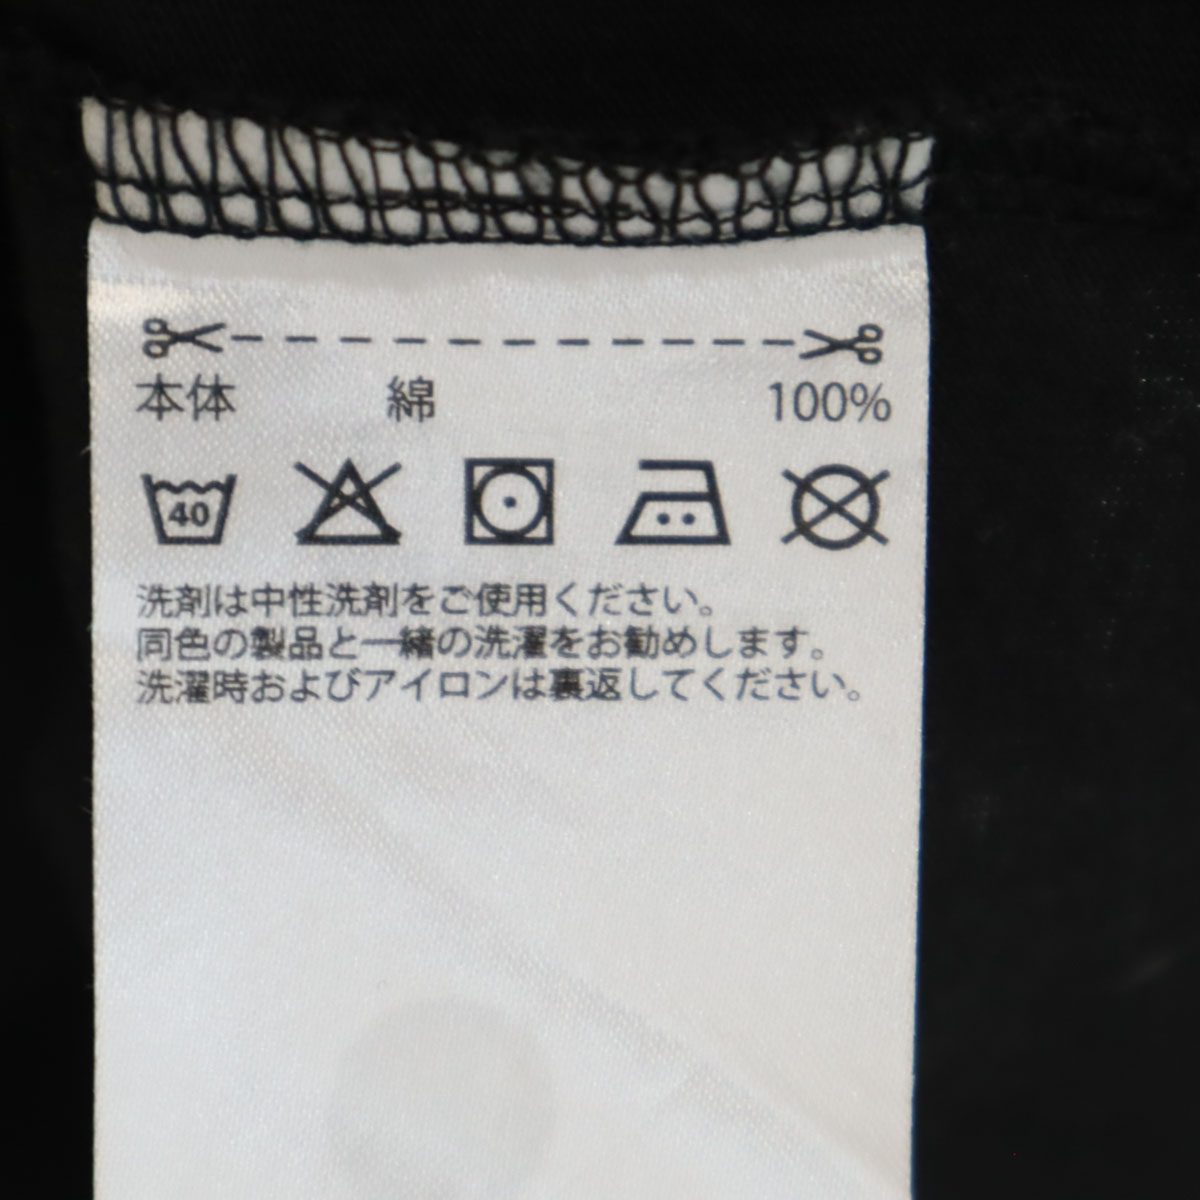 本体 綿 100%
40
洗剤は中性洗剤をご使用ください。
同色の製品と一緒の洗濯をお勧めします。
洗濯時およびアイロンは裏返してください。